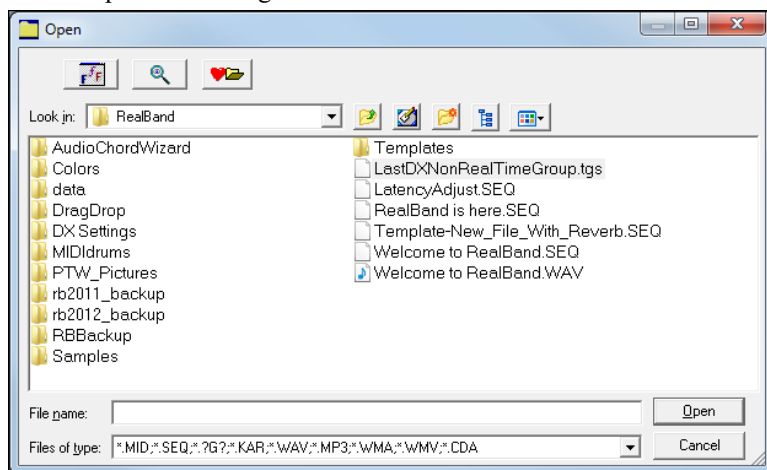 Open
F f F
Look in: RealBand
AudioChordWizard
Colors
data
DragDrop
DX Settings
MIDIdrums
PTW_Pictures
rb2011_backup
rb2012_backup
RBBackup
Samples
Templates
LastDXNonRealTimeGroup.tgs
LatencyAdjust.SEQ
RealBand is here.SEQ
Template-New_File_With_Reverb.SEQ
Welcome to RealBand.SEQ
Welcome to RealBand.WAV
File name:
Open
Files of type: *.MID;*.SEQ;*.?G?;*.KAR;*.WAV;*.MP3;*.WMA;*.WMV;*.CDA
Cancel